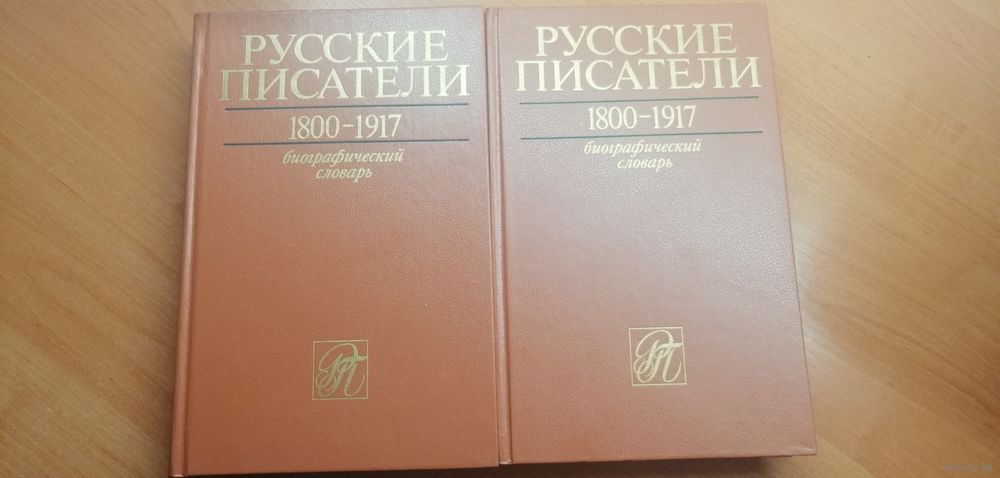 РУССКИЕ
ПИСАТЕЛИ
1800–1917
биографический
словарь
РП
РУССКИЕ
ПИСАТЕЛИ
1800–1917
биографический
словарь
РП